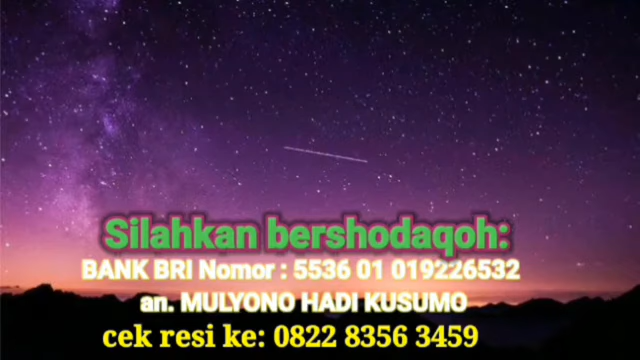 Silahkan bershodaqoh:
BANK BRI Nomor : 5536 01 019226532
an. MULYONO HADI KUSUMO
cek resi ke: 0822 8356 3459